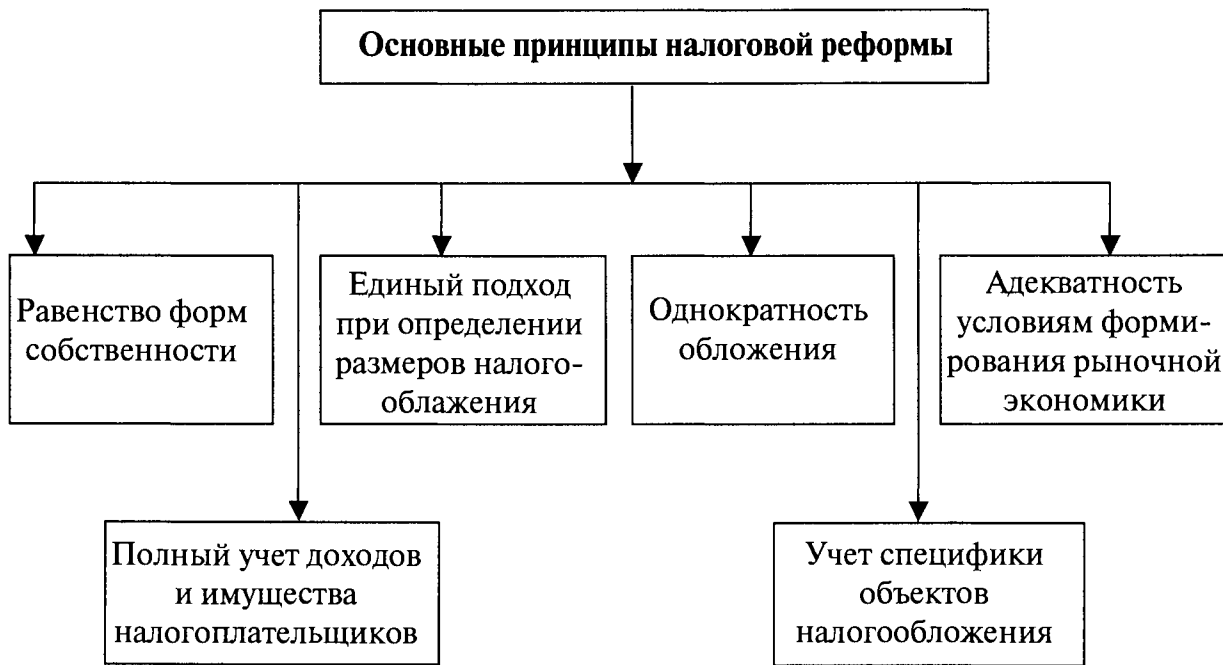 Основные принципы налоговой реформы
Равенство форм
собственности
Единый подход
при определении
размеров налого-
облажения
Однократность
обложения
Адекватность
условиям форми-
рования рыночной
экономики
Полный учет доходов
и имущества
налогоплательщиков
Учет специфики
объектов
налогообложения